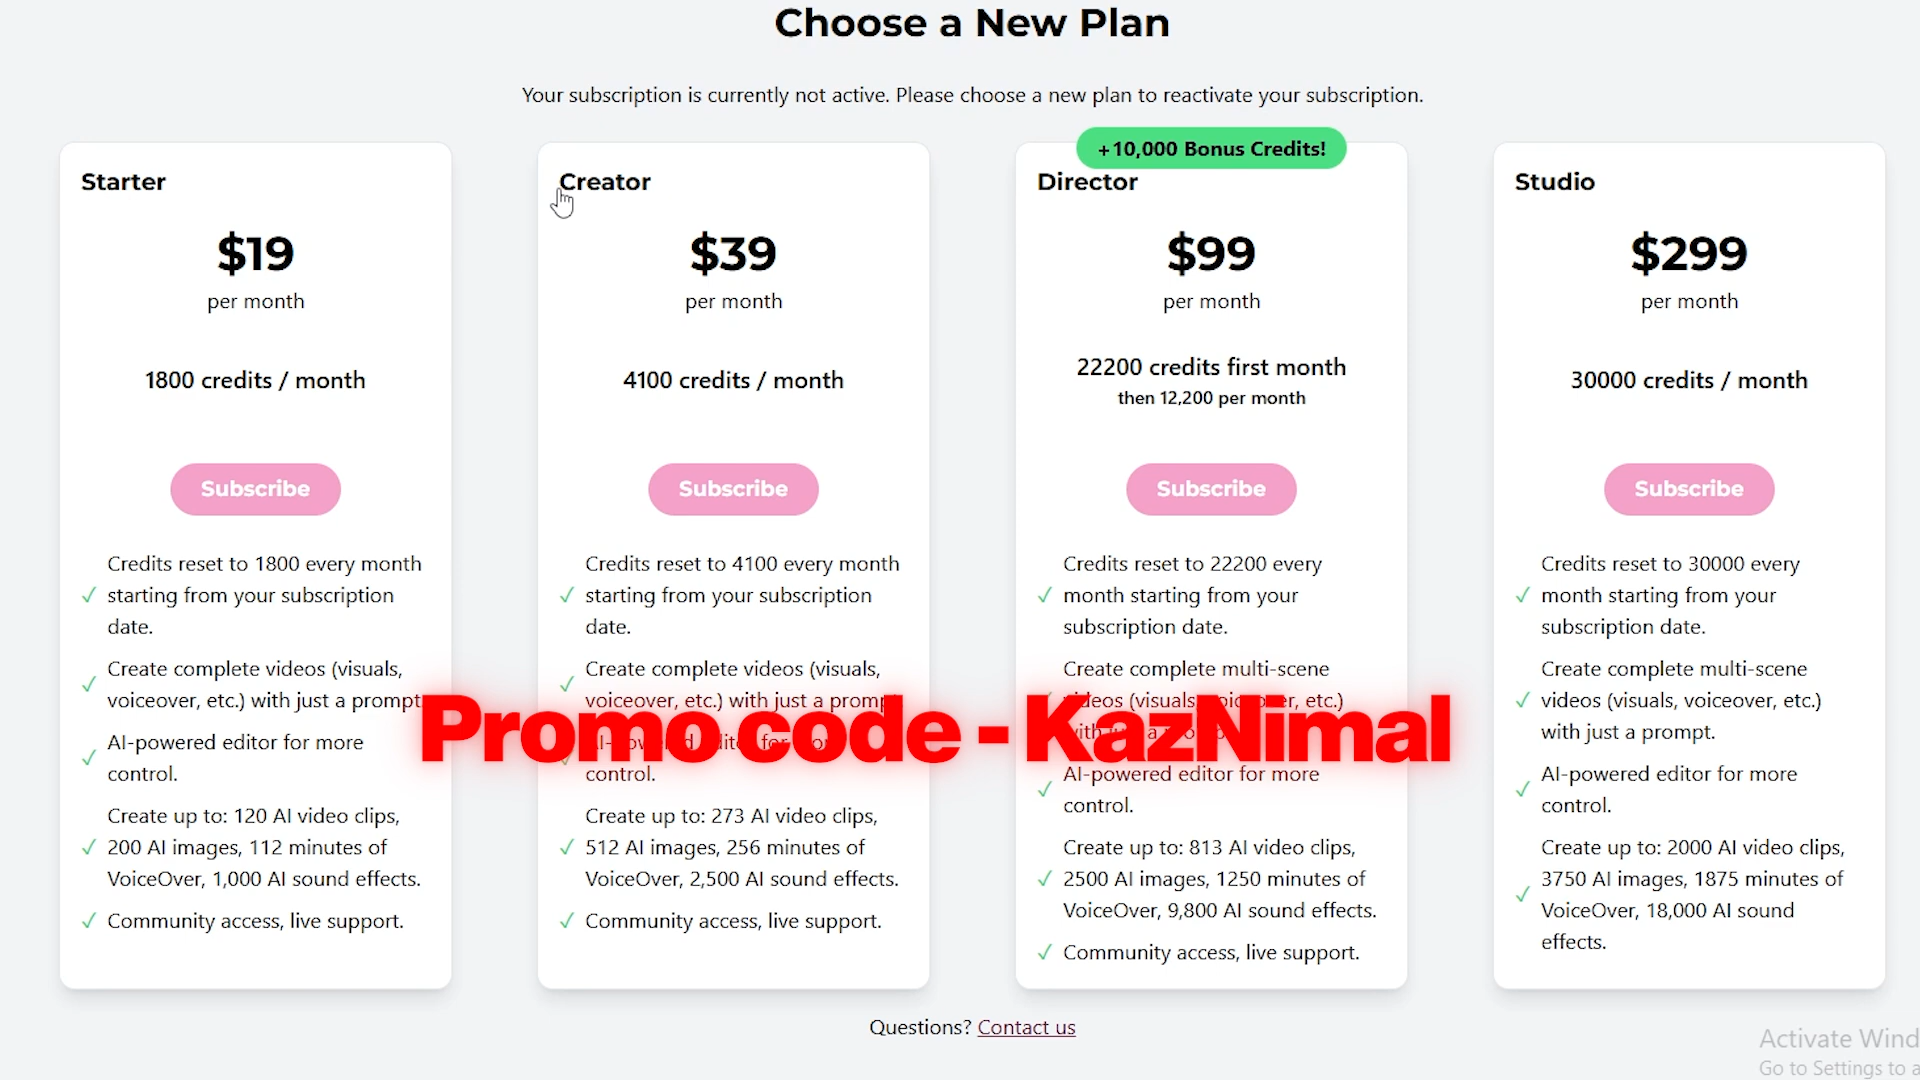 Choose a New Plan
Your subscription is currently not active. Please choose a new plan to reactivate your subscription.
Starter
$19
per month
1800 credits / month
Subscribe
Credits reset to 1800 every month
starting from your subscription
date.
Create complete videos (visuals,
voiceover, etc.) with just a prompt
AI-powered editor for more
control.
Create up to: 120 AI video clips,
200 AI images, 112 minutes of
VoiceOver, 1,000 AI sound effects.
Community access, live support.
Creator
$39
per month
4100 credits / month
Subscribe
Credits reset to 4100 every month
starting from your subscription
date.
Create complete videos (visuals,
voiceover, etc.) with just a prompt
control.
Create up to: 273 AI video clips,
512 AI images, 256 minutes of
VoiceOver, 2,500 AI sound effects.
Community access, live support.
+10,000 Bonus Credits!
Director
$99
per month
22200 credits first month
then 12,200 per month
Subscribe
Credits reset to 22200 every
month starting from your
subscription date.
Create complete multi-scene
videos (visuals, voiceover, etc.)
AI-powered editor for more
control.
Create up to: 813 AI video clips,
2500 AI images, 1250 minutes of
VoiceOver, 9,800 AI sound effects.
Community access, live support.
Studio
$299
per month
30000 credits / month
Subscribe
Credits reset to 30000 every
month starting from your
subscription date.
Create complete multi-scene
videos (visuals, voiceover, etc.)
with just a prompt.
AI-powered editor for more
control.
Create up to: 2000 AI video clips,
3750 AI images, 1875 minutes of
VoiceOver, 18,000 AI sound
effects.
Promo code - KazNimal
Questions? Contact us
Activate Wind
Go to Settings to a